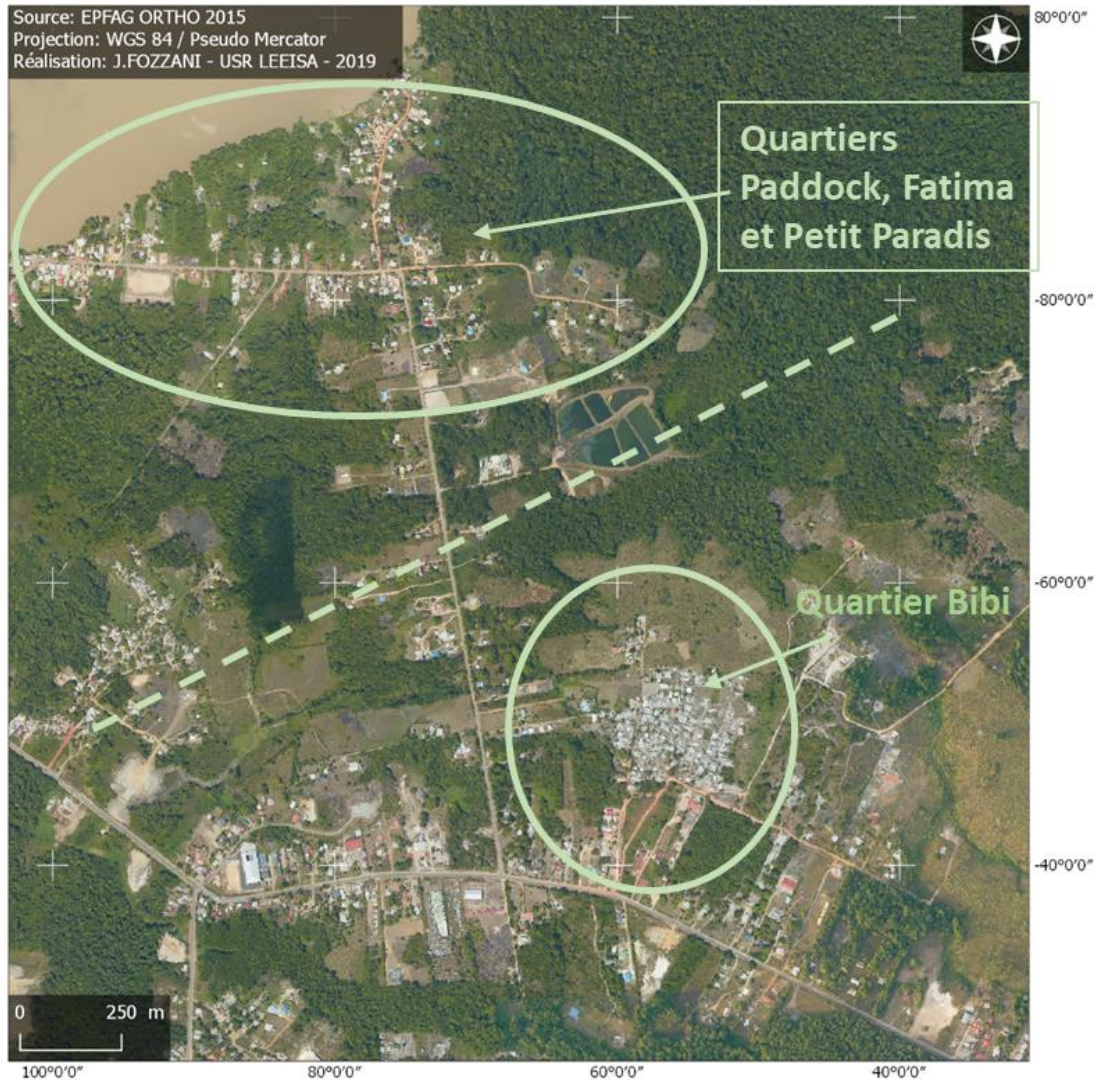 Source: EPFAG ORTHO 2015
Projection: WGS 84 / Pseudo Mercator
Réalisation: J.FOZZANI - USR LEEISA - 2019
80°0'0"
Quartiers
Paddock, Fatima
et Petit Paradis
-80°0'0"
-60°0'0"
Quartier Bibi
-40°0'0"
0 250 m
100°0'0" 80°0'0" 60°0'0" 40°0'0"